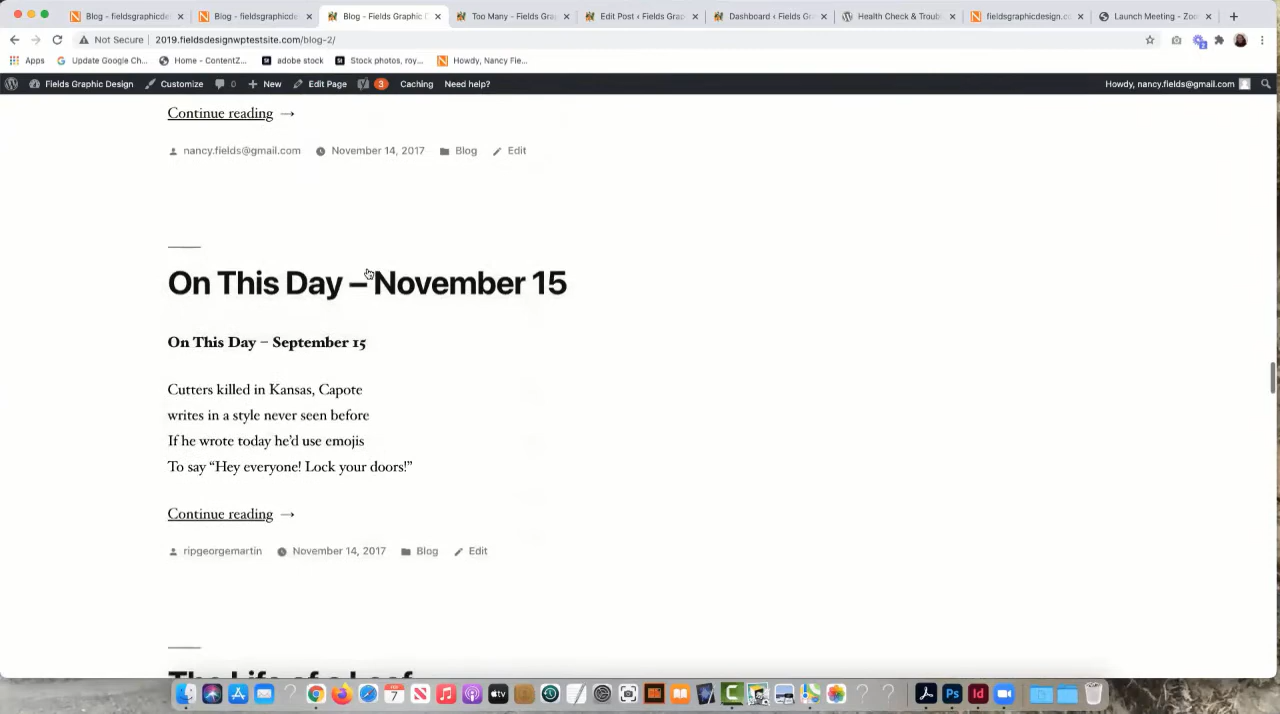 Blog - fieldsgraphicde
Blog - fieldsgraphicde
Blog - Fields Graphic D
Too Many - Fields Gra
Edit Post ‹ Fields Grap
Dashboard ‹ Fields Gr
Health Check & Troubl
fieldsgraphicdesign.co
Launch Meeting - Zoo
Not Secure
2019.fieldsdesignwptestsite.com/blog-2/
Apps
Update Google Ch...
Home - ContentZ...
adobe stock
Stock photos, roy...
Howdy, Nancy Fie...
Fields Graphic Design
Customize
0
New
Edit Page
3
Caching
Need help?
Howdy, nancy.fields@gmail.com
Continue reading →
nancy.fields@gmail.com
November 14, 2017
Blog
Edit
On This Day – November 15
On This Day – September 15
Cutters killed in Kansas, Capote
writes in a style never seen before
If he wrote today he’d use emojis
To say “Hey everyone! Lock your doors!”
Continue reading →
ripgeorgemartin
November 14, 2017
Blog
Edit
The Life of a Leaf